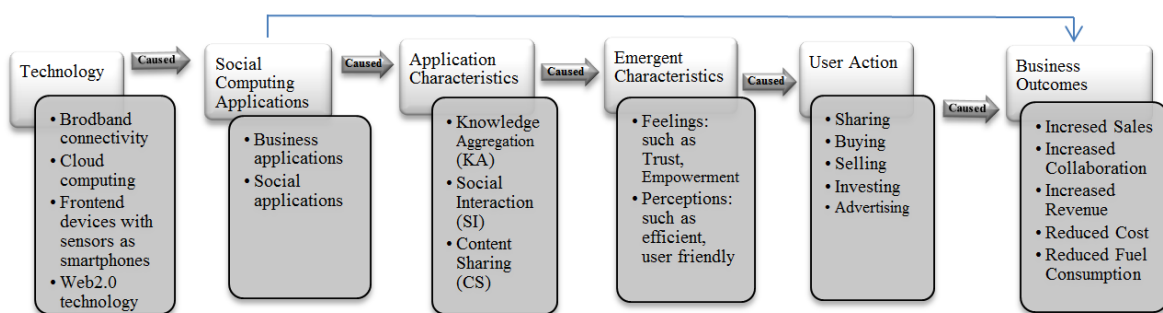 Technology
• Brodband
connectivity
• Cloud
computing
• Frontend
devices with
sensors as
smartphones
• Web2.0
technology
Caused
Social
Computing
Applications
• Business
applications
• Social
applications
Caused
Application
Characteristics
• Knowledge
Aggregation
(KA)
• Social
Interaction
(SI)
• Content
Sharing
(CS)
Caused
Emergent
Characteristics
• Feelings:
such as
Trust,
Empowerment
• Perceptions:
such as
efficient,
user friendly
Caused
User Action
• Sharing
• Buying
• Selling
• Investing
• Advertising
Caused
Business
Outcomes
• Incresed Sales
• Increased
Collaboration
• Increased
Revenue
• Reduced Cost
• Reduced Fuel
Consumption